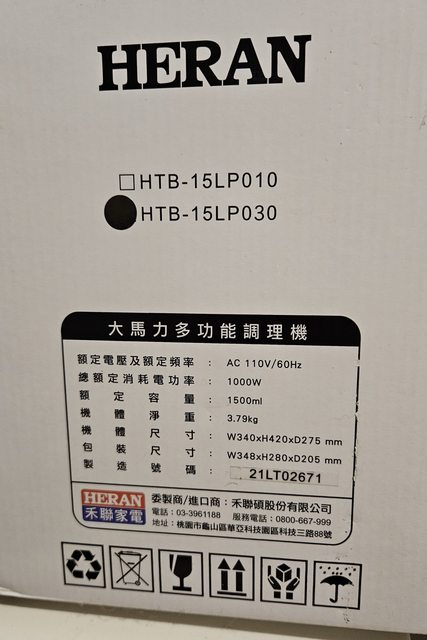 HERAN
HTB-15LP010
HTB-15LP030
大馬力多功能調理機
額定電壓及額定頻率 : AC 110V/60Hz
總額定消耗電功率 : 1000W
額定容量 : 1500ml
機體淨重 : 3.79kg
機體尺寸 : W340xH420xD275 mm
包裝尺寸 : W348xH280xD205 mm
製造號碼 : 21LT02671
HERAN
禾聯家電
委製商/進口商：禾聯碩股份有限公司
電話：03-3961188 服務電話：0800-667-999
地址：桃園市龜山區華亞科技園區科技三路88號